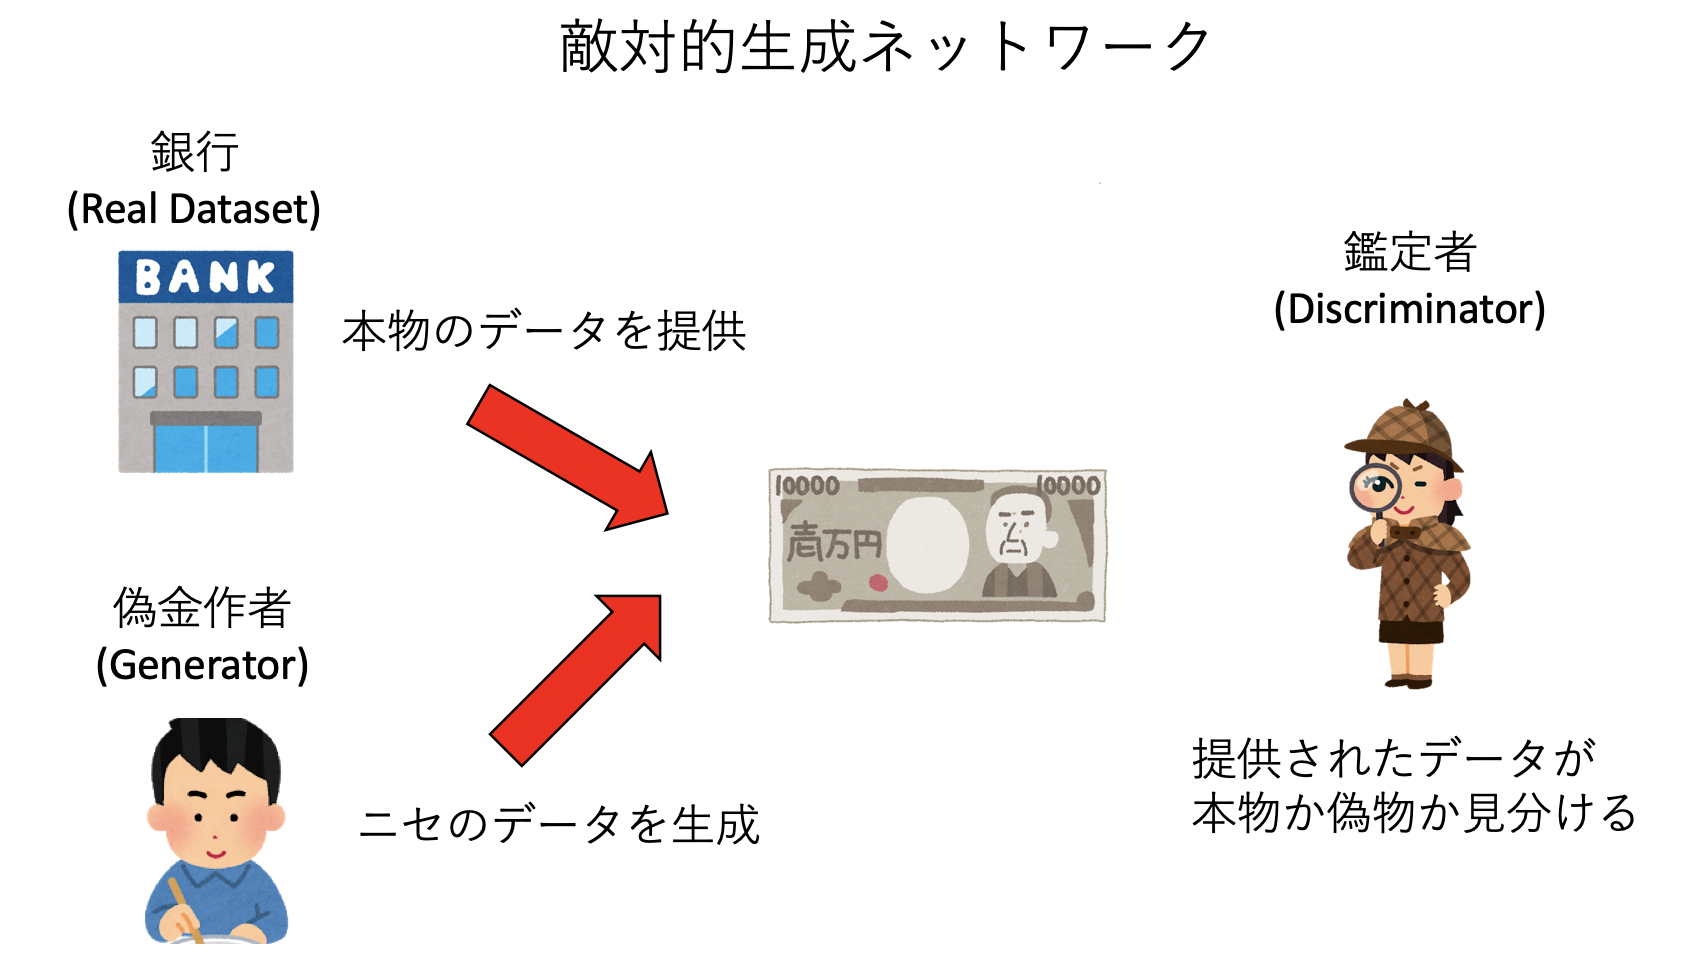 敵対的生成ネットワーク
銀行
(Real Dataset)
BANK
本物のデータを提供
偽金作者
(Generator)
ニセのデータを生成
10000
10000
壱万円
鑑定者
(Discriminator)
提供されたデータが
本物か偽物か見分ける